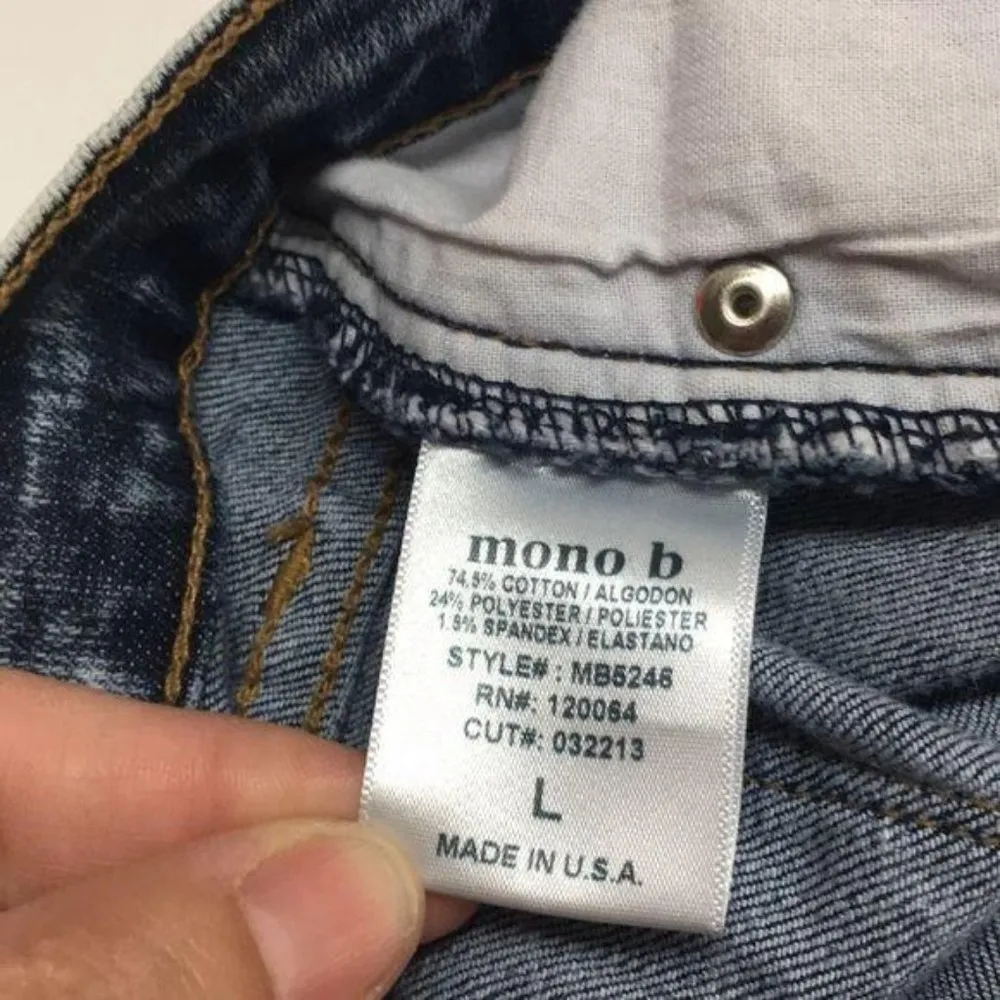 mono b
74.5% COTTON / ALGODON
24% POLYESTER / POLIESTER
1.5% SPANDEX / ELASTANO
STYLE# : MB5246
RN#: 120064
CUT#: 032213
L
MADE IN U.S.A.